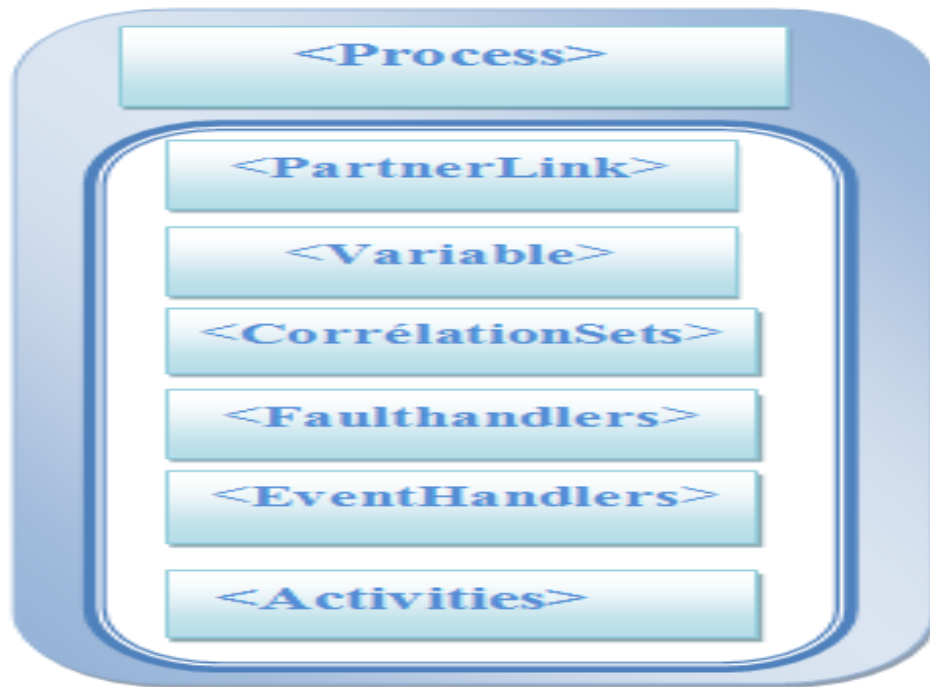 <Process>
<PartnerLink>
<Variable>
<CorrélationSets>
<Faulthandlers>
<EventHandlers>
<Activities>